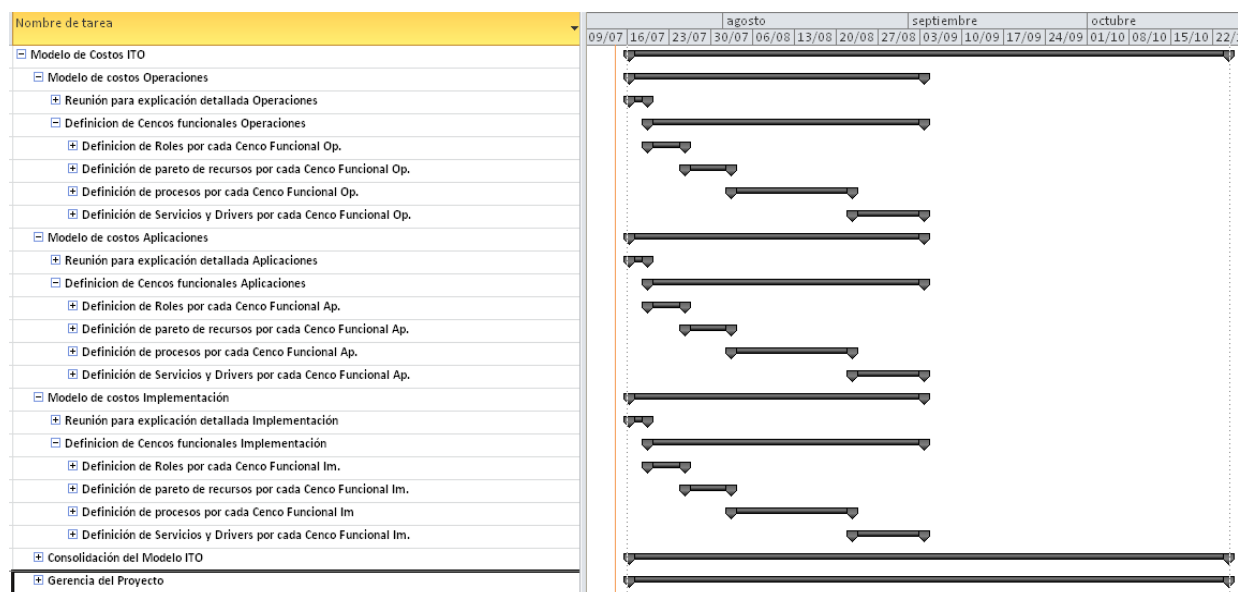 Nombre de tarea
agosto septiembre octubre
09/07 16/07 23/07 30/07 06/08 13/08 20/08 27/08 03/09 10/09 17/09 24/09 01/10 08/10 15/10 22/
Modelo de Costos ITO
Modelo de costos Operaciones
Reunión para explicación detallada Operaciones
Definicion de Cencos funcionales Operaciones
Definicion de Roles por cada Cenco Funcional Op.
Definición de pareto de recursos por cada Cenco Funcional Op.
Definición de procesos por cada Cenco Funcional Op.
Definición de Servicios y Drivers por cada Cenco Funcional Op.
Modelo de costos Aplicaciones
Reunión para explicación detallada Aplicaciones
Definicion de Cencos funcionales Aplicaciones
Definicion de Roles por cada Cenco Funcional Ap.
Definición de pareto de recursos por cada Cenco Funcional Ap.
Definición de procesos por cada Cenco Funcional Ap.
Definición de Servicios y Drivers por cada Cenco Funcional Ap.
Modelo de costos Implementación
Reunión para explicación detallada Implementación
Definicion de Cencos funcionales Implementación
Definicion de Roles por cada Cenco Funcional Im.
Definición de pareto de recursos por cada Cenco Funcional Im.
Definición de procesos por cada Cenco Funcional Im
Definición de Servicios y Drivers por cada Cenco Funcional Im.
Consolidación del Modelo ITO
Gerencia del Proyecto